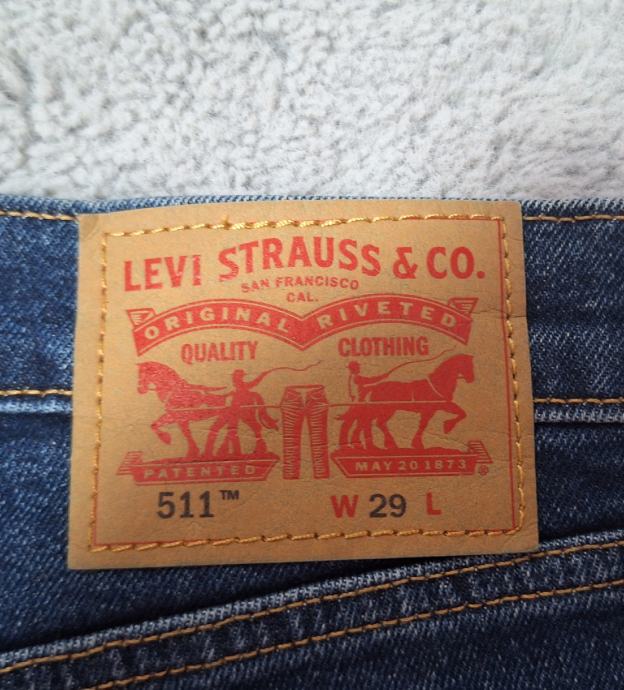 LEVI STRAUSS & CO.
SAN FRANCISCO
CAL.
ORIGINAL RIVETED
QUALITY CLOTHING
PATENTED MAY 20 1873 ®
511™ W 29 L